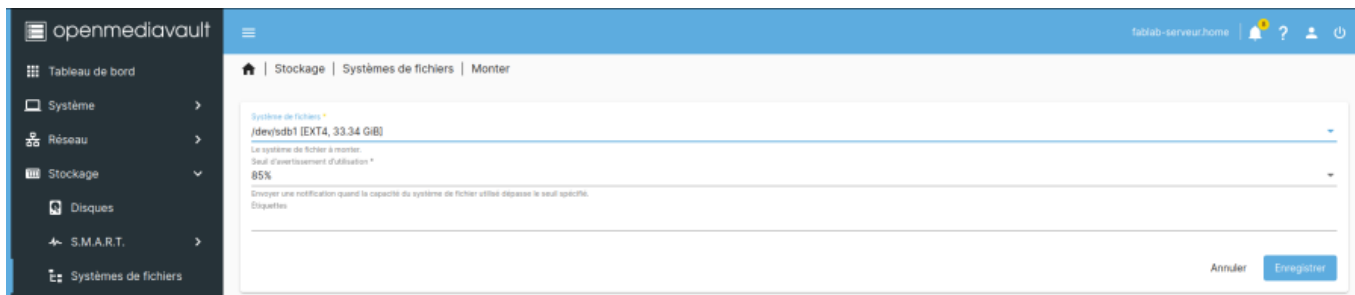 openmediavault
fablab-serveur.home
Tableau de bord
Stockage | Systèmes de fichiers | Monter
Système
Réseau
Stockage
Disques
S.M.A.R.T.
Systèmes de fichiers
Système de fichiers *
/dev/sdb1 [EXT4, 33.34 GiB]
Le système de fichier à monter.
Seuil d'avertissement d'utilisation *
85%
Envoyer une notification quand la capacité du système de fichier utilisé dépasse le seuil spécifié.
Étiquettes
Annuler
Enregistrer